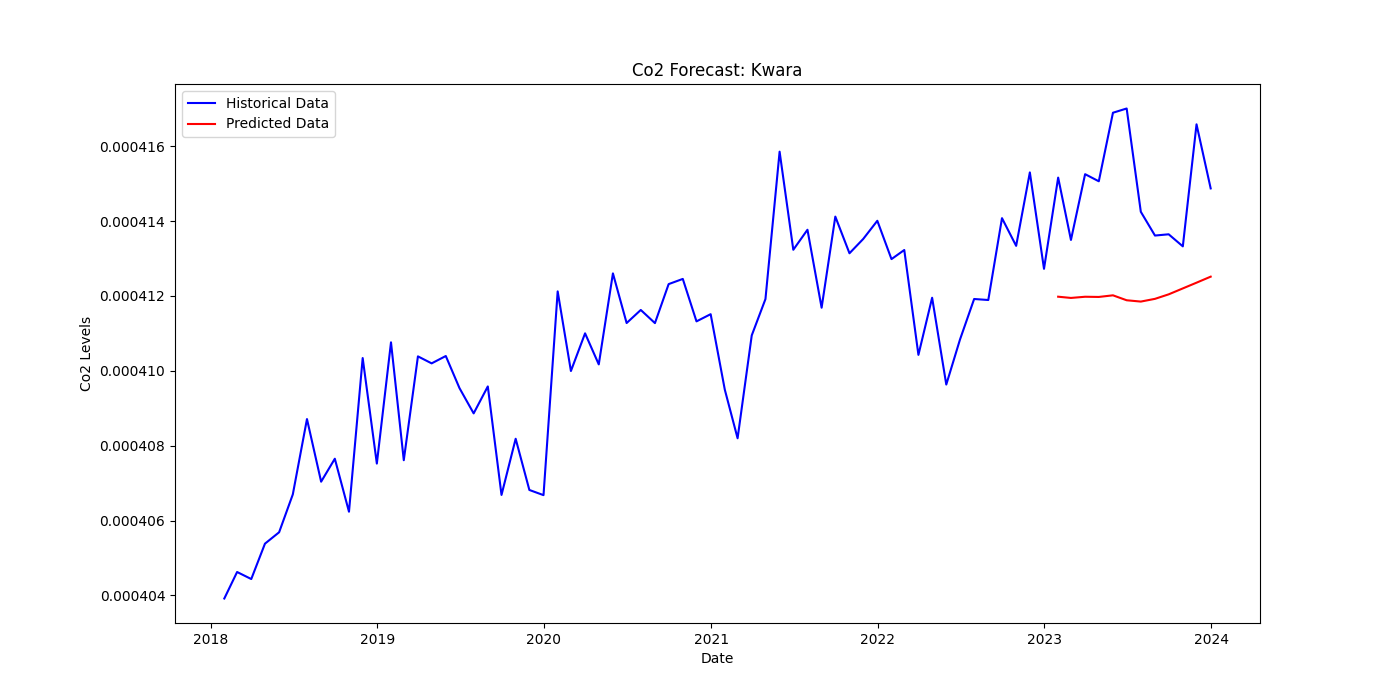 Co2 Forecast: Kwara
Historical Data
Predicted Data
0.000416
0.000414
0.000412
0.000410
0.000408
0.000406
0.000404
Co2 Levels
2018 2019 2020 2021 2022 2023 2024
Date